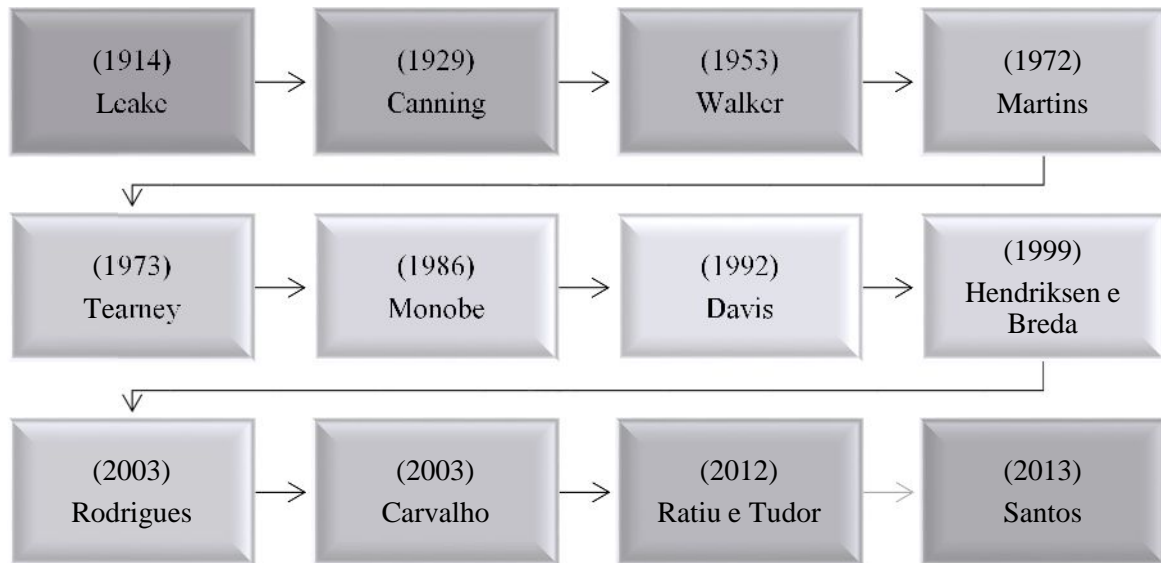 (1914)
Leake
(1929)
Canning
(1953)
Walker
(1972)
Martins
(1973)
Tearney
(1986)
Monobe
(1992)
Davis
(1999)
Hendriksen e
Breda
(2003)
Rodrigues
(2003)
Carvalho
(2012)
Ratiu e Tudor
(2013)
Santos